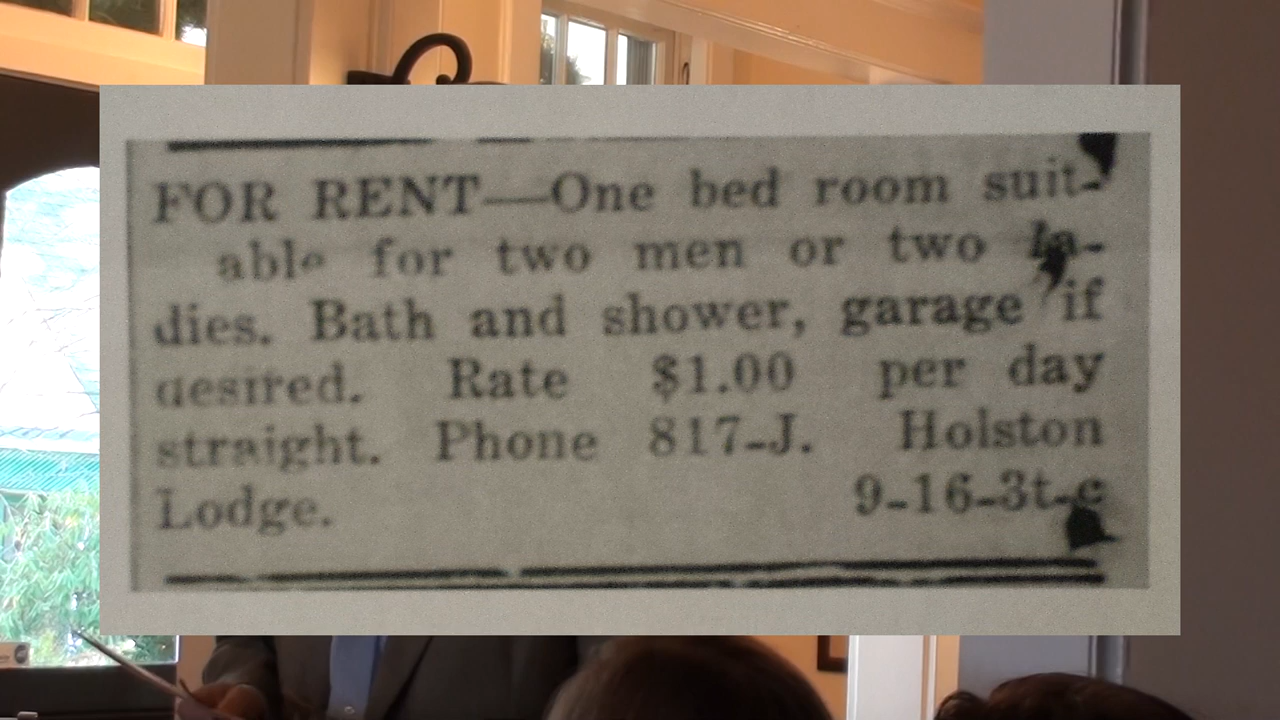 FOR RENT—One bed room suit-
able for two men or two la-
dies. Bath and shower, garage if
desired. Rate $1.00 per day
straight. Phone 817-J. Holston
Lodge. 9-16-3t-c